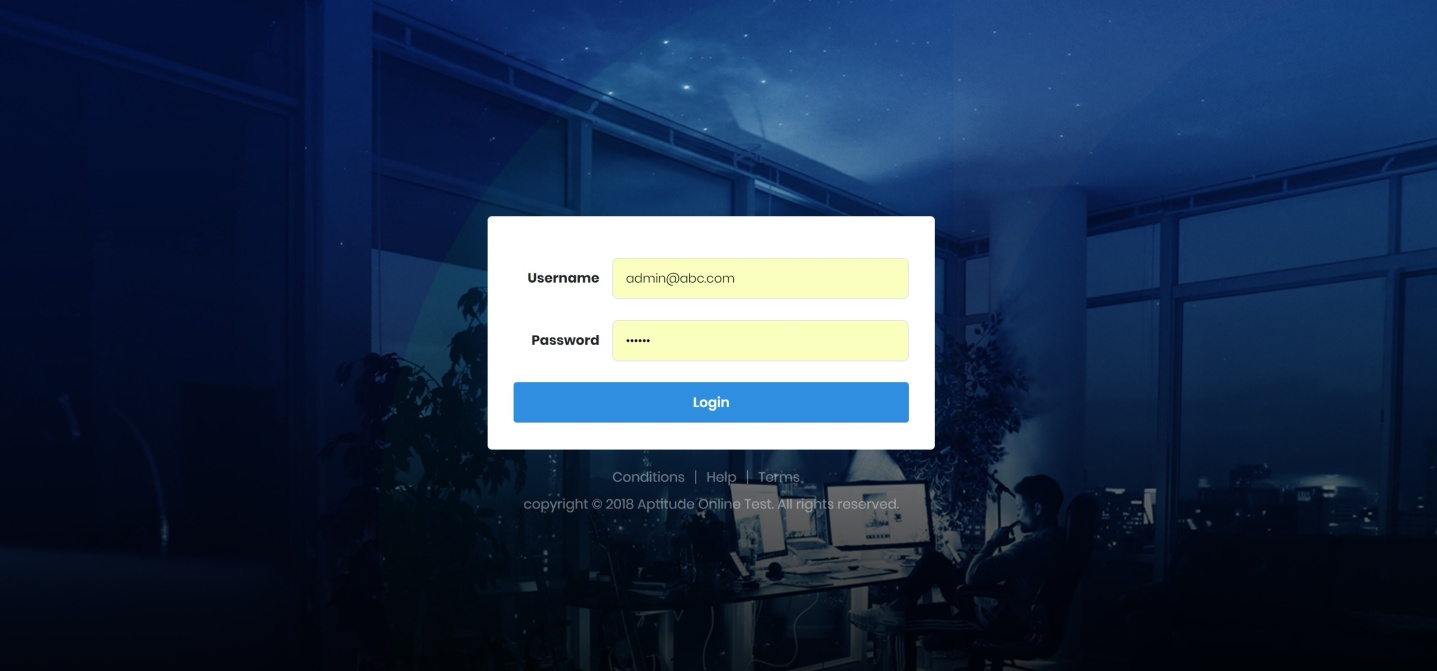 Username admin@abc.com
Password ••••••
Login
Conditions | Help | Terms
copyright © 2018 Aptitude Online Test. All rights reserved.